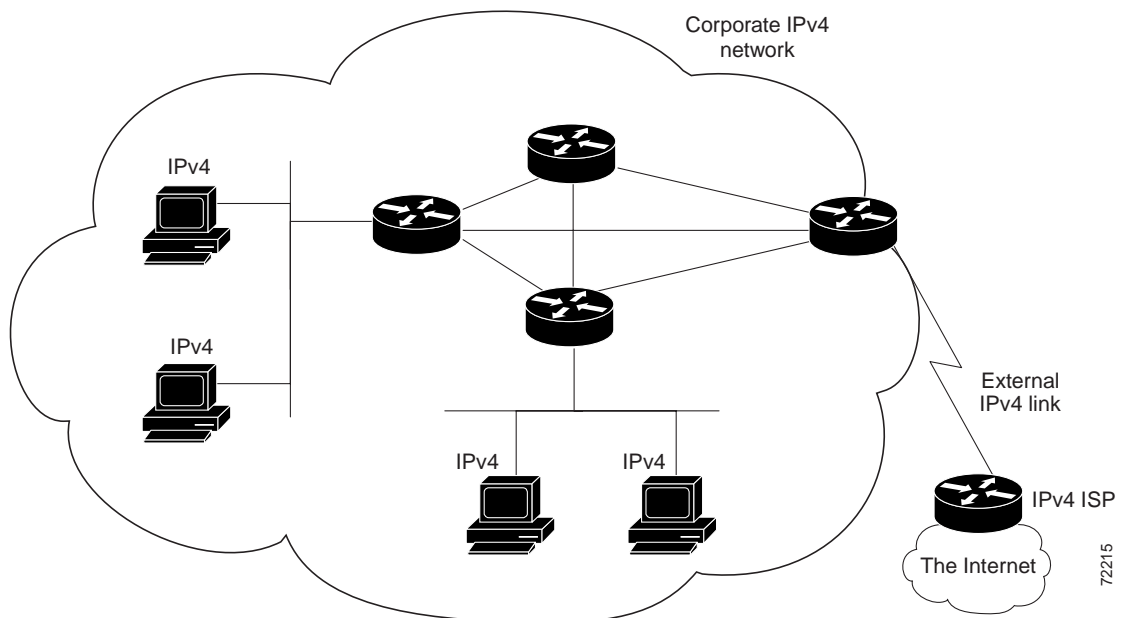 Corporate IPv4
network
IPv4
IPv4
IPv4
IPv4
External
IPv4 link
IPv4 ISP
The Internet
72215